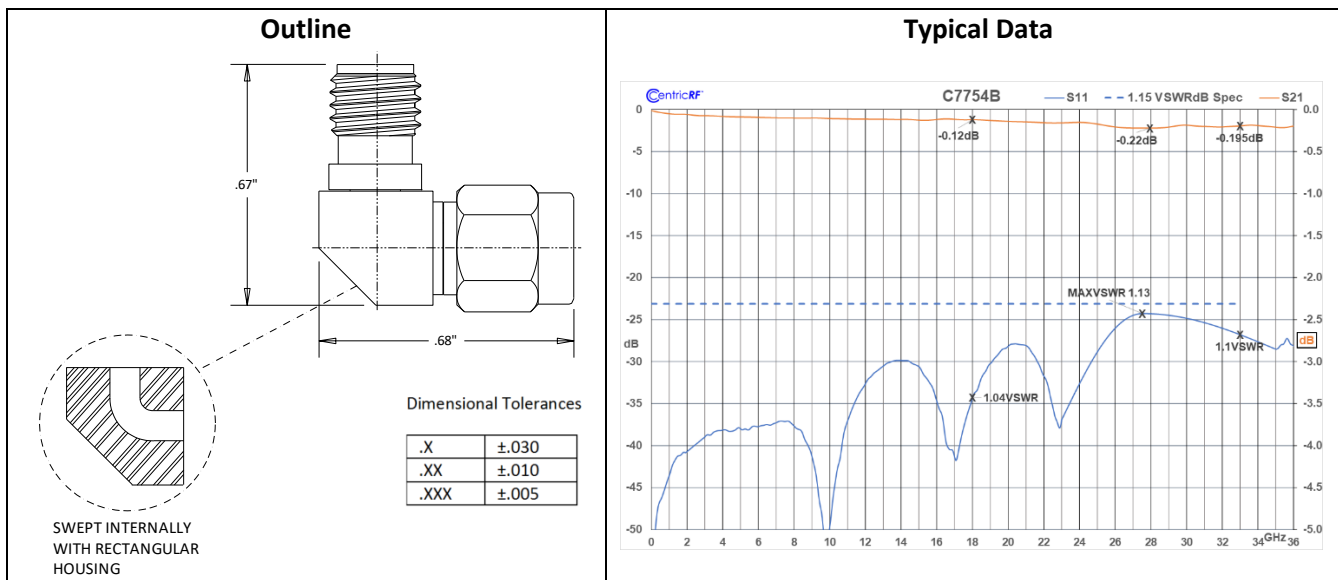 Outline
.67"
.68"
SWEPT INTERNALLY
WITH RECTANGULAR
HOUSING
Dimensional Tolerances
.X ±.030
.XX ±.010
.XXX ±.005
Typical Data
CentricRF™
C7754B
S11
1.15 VSWRdB Spec
S21
0
-5
-10
-15
-20
-25
dB
-30
-35
-40
-45
-50
0.0
-0.5
-1.0
-1.5
-2.0
-2.5
dB
-3.0
-3.5
-4.0
-4.5
-5.0
-0.12dB
-0.22dB
-0.195dB
MAXVSWR 1.13
1.1VSWR
1.04VSWR
0 2 4 6 8 10 12 14 16 18 20 22 24 26 28 30 32 34 GHz 36